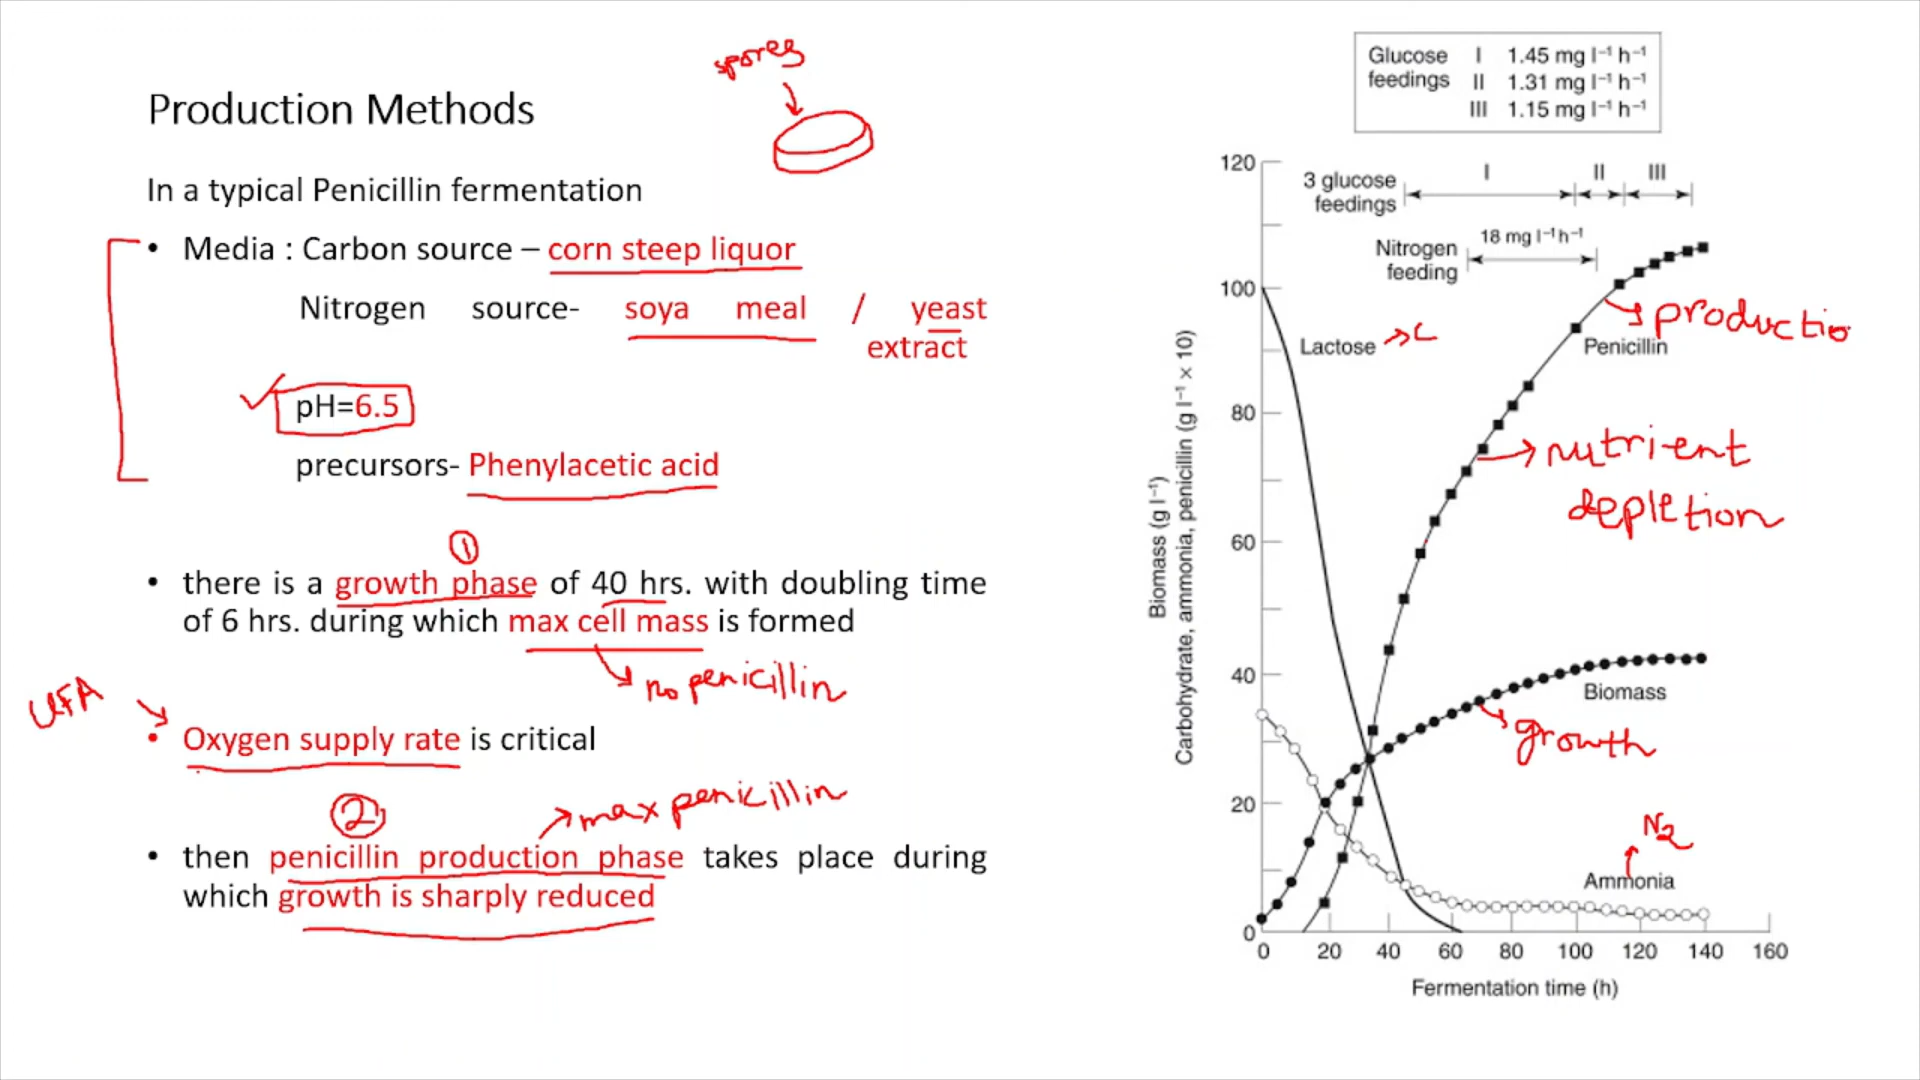 spores
Production Methods
In a typical Penicillin fermentation
• Media : Carbon source – corn steep liquor
Nitrogen source- soya meal / yeast
extract
pH=6.5
precursors- Phenylacetic acid
①
• there is a growth phase of 40 hrs. with doubling time
of 6 hrs. during which max cell mass is formed
no penicillin
UFA
• Oxygen supply rate is critical
② max penicillin
• then penicillin production phase takes place during
which growth is sharply reduced
Glucose I 1.45 mg l⁻¹ h⁻¹
feedings II 1.31 mg l⁻¹ h⁻¹
III 1.15 mg l⁻¹ h⁻¹
3 glucose I II III
feedings
Nitrogen 18 mg l⁻¹h⁻¹
feeding
120
100
80
60
40
20
0
Biomass (g l⁻¹)
Carbohydrate, ammonia, penicillin (g l⁻¹ × 10)
Lactose → C
productio
Penicillin
nutrient
depletion
Biomass
growth
N2
Ammonia
0 20 40 60 80 100 120 140 160
Fermentation time (h)